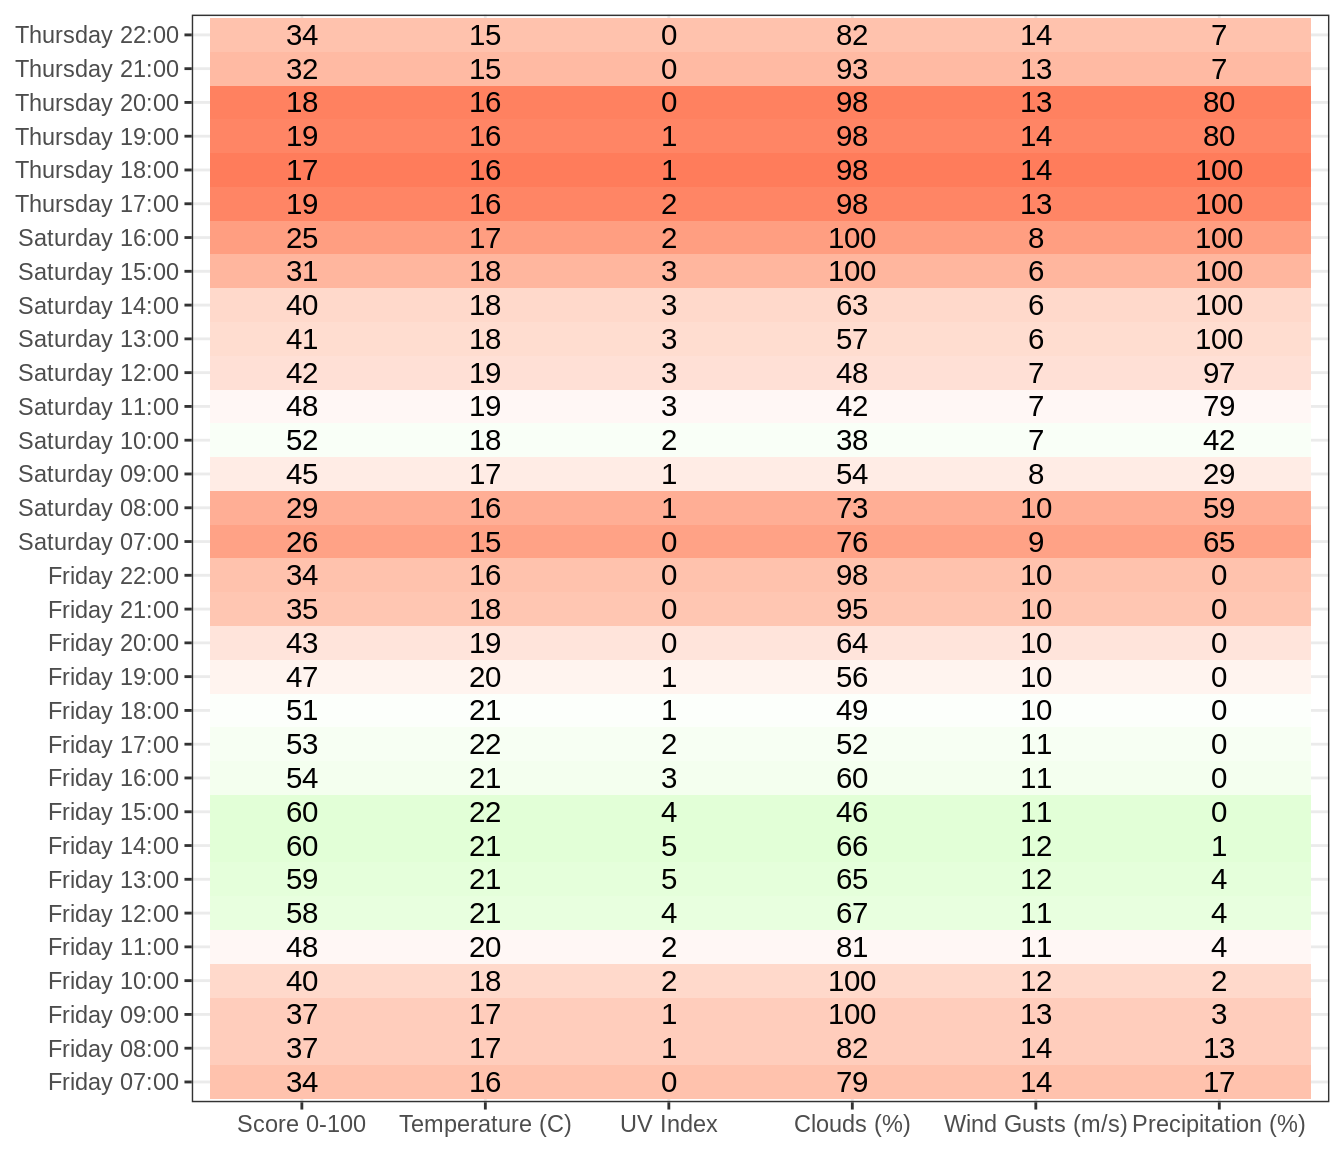 Thursday 22:00 34 15 0 82 14 7
Thursday 21:00 32 15 0 93 13 7
Thursday 20:00 18 16 0 98 13 80
Thursday 19:00 19 16 1 98 14 80
Thursday 18:00 17 16 1 98 14 100
Thursday 17:00 19 16 2 98 13 100
Saturday 16:00 25 17 2 100 8 100
Saturday 15:00 31 18 3 100 6 100
Saturday 14:00 40 18 3 63 6 100
Saturday 13:00 41 18 3 57 6 100
Saturday 12:00 42 19 3 48 7 97
Saturday 11:00 48 19 3 42 7 79
Saturday 10:00 52 18 2 38 7 42
Saturday 09:00 45 17 1 54 8 29
Saturday 08:00 29 16 1 73 10 59
Saturday 07:00 26 15 0 76 9 65
Friday 22:00 34 16 0 98 10 0
Friday 21:00 35 18 0 95 10 0
Friday 20:00 43 19 0 64 10 0
Friday 19:00 47 20 1 56 10 0
Friday 18:00 51 21 1 49 10 0
Friday 17:00 53 22 2 52 11 0
Friday 16:00 54 21 3 60 11 0
Friday 15:00 60 22 4 46 11 0
Friday 14:00 60 21 5 66 12 1
Friday 13:00 59 21 5 65 12 4
Friday 12:00 58 21 4 67 11 4
Friday 11:00 48 20 2 81 11 4
Friday 10:00 40 18 2 100 12 2
Friday 09:00 37 17 1 100 13 3
Friday 08:00 37 17 1 82 14 13
Friday 07:00 34 16 0 79 14 17
Score 0-100 Temperature (C) UV Index Clouds (%) Wind Gusts (m/s) Precipitation (%)